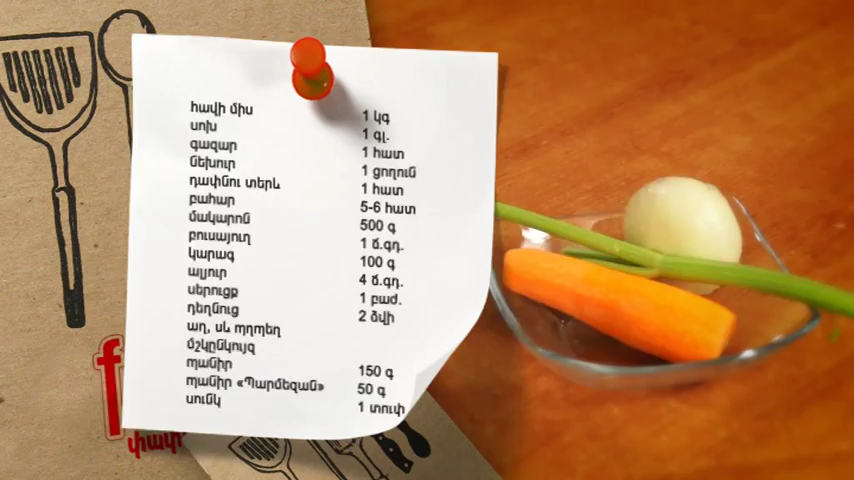 հավի միս 1 կգ
սոխ 1 գլ.
գազար 1 հատ
նեխուր 1 ցողուն
դափնու տերև 1 հատ
բահար 5-6 հատ
մակարոն 500 գ
բուսայուղ 1 ճ.գդ.
կարագ 100 գ
ալյուր 4 ճ.գդ.
սերուցք 1 բաժ.
դեղնուց 2 ձվի
աղ, սև պղպեղ
մշկընկույզ
պանիր 150 գ
պանիր «Պարմեզան» 50 գ
սունկ 1 տուփ